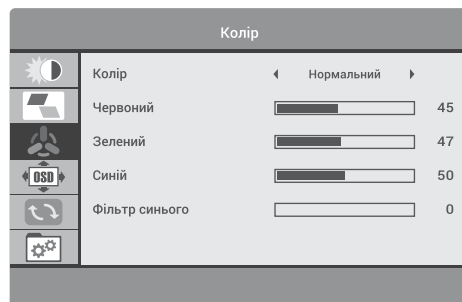 Колір
Колір Нормальний
Червоний 45
Зелений 47
Синій 50
OSD
Фільтр синього 0